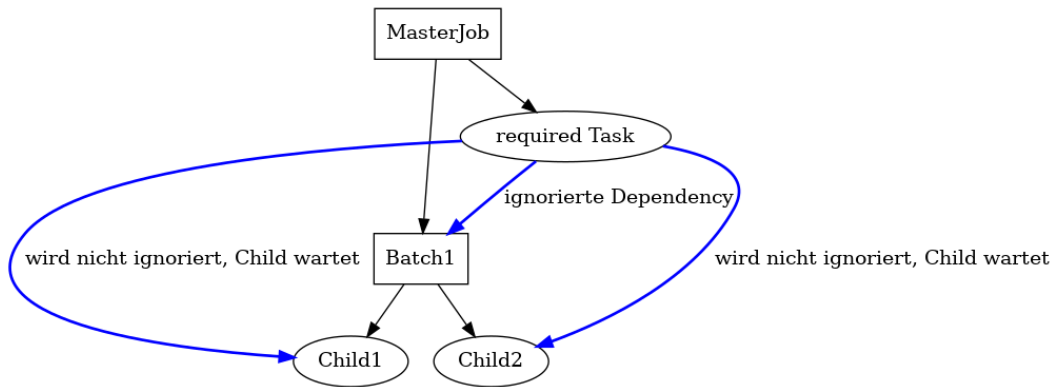 MasterJob
required Task
ignorierte Dependency
wird nicht ignoriert, Child wartet
Batch1
wird nicht ignoriert, Child wartet
Child1
Child2